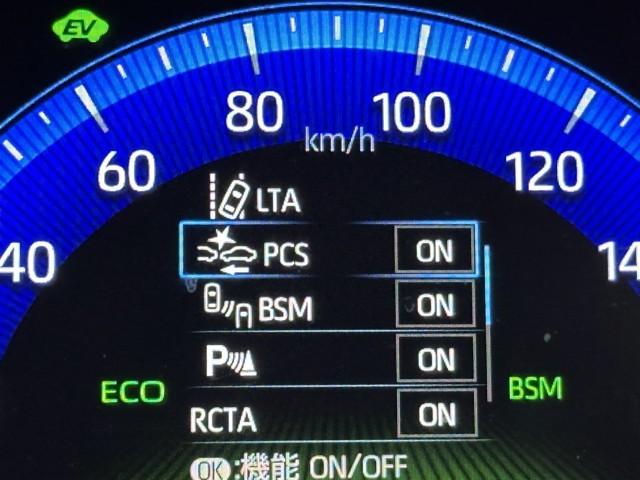 EV
80 100
km/h
60 120
LTA
40 PCS ON 14
BSM ON
P ON
ECO BSM
RCTA ON
OK :機能 ON/OFF